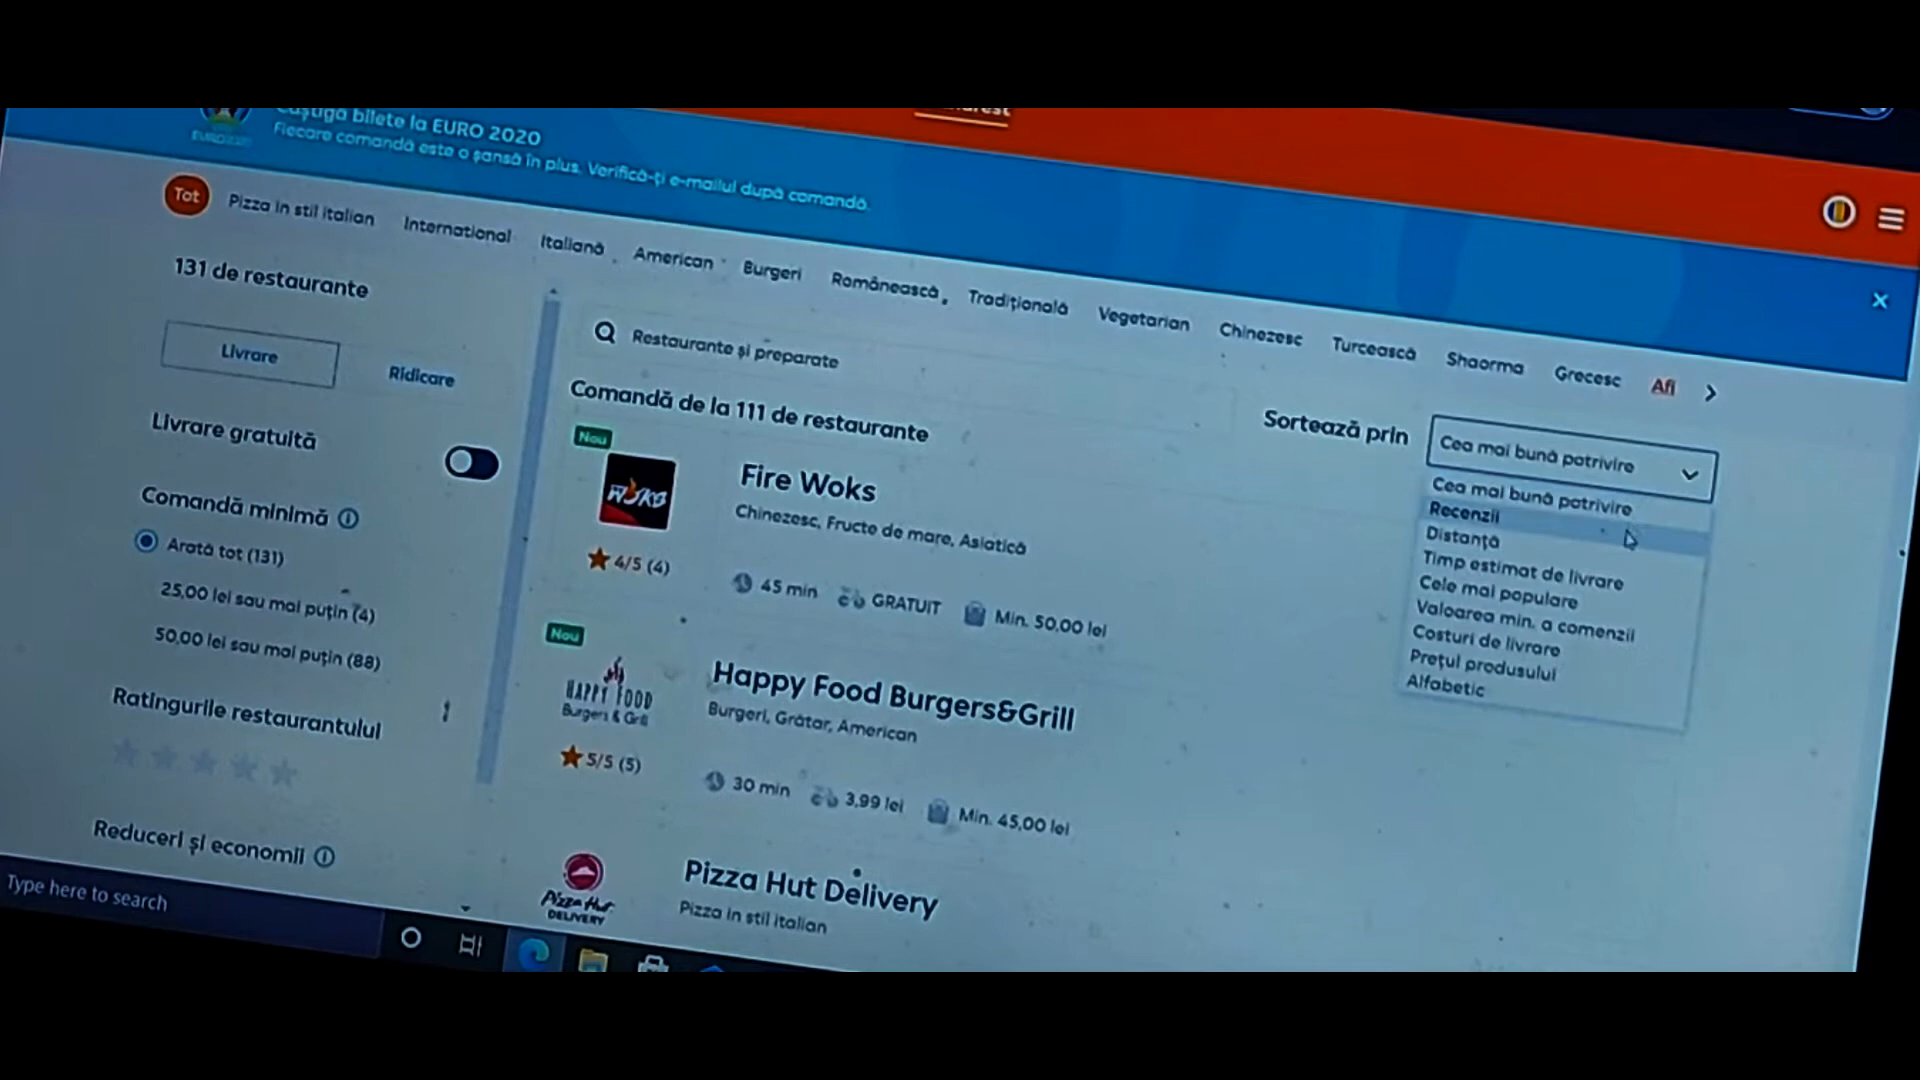 Câștigă bilete la EURO 2020
Fiecare comandă este o șansă în plus. Verifică-ți e-mailul după comandă.
Tot Pizza in stil italian International Italiană American Burgeri Românească Tradițională Vegetarian Chinezesc Turcească Shaorma Grecesc Afi
131 de restaurante
Livrare Ridicare
Livrare gratuită
Comandă minimă
Arată tot (131)
25,00 lei sau mai puțin (4)
50,00 lei sau mai puțin (88)
Ratingurile restaurantului
Reduceri și economii
Restaurante și preparate
Comandă de la 111 de restaurante
Sortează prin
Cea mai bună potrivire
Cea mai bună potrivire
Recenzii
Distanță
Timp estimat de livrare
Cele mai populare
Valoarea min. a comenzii
Costuri de livrare
Prețul produsului
Alfabetic
Nou
WOKS
Fire Woks
Chinezesc, Fructe de mare, Asiatică
4/5 (4)
45 min GRATUIT Min. 50,00 lei
Nou
HAPPY FOOD
Burgers & Grill
Happy Food Burgers&Grill
Burgeri, Grătar, American
5/5 (5)
30 min 3,99 lei Min. 45,00 lei
Pizza Hut
DELIVERY
Pizza Hut Delivery
Pizza in stil italian
Type here to search